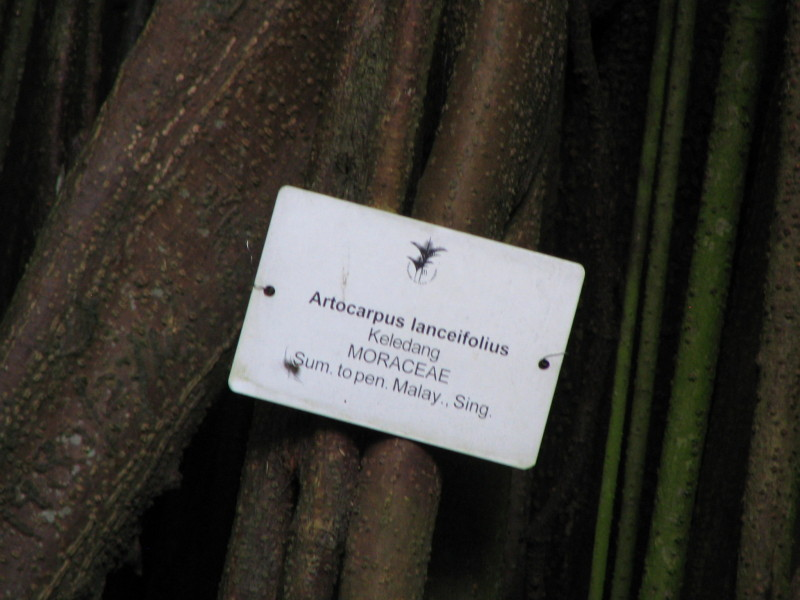 Artocarpus lanceifolius
Keledang
MORACEAE
Sum. to pen. Malay., Sing.